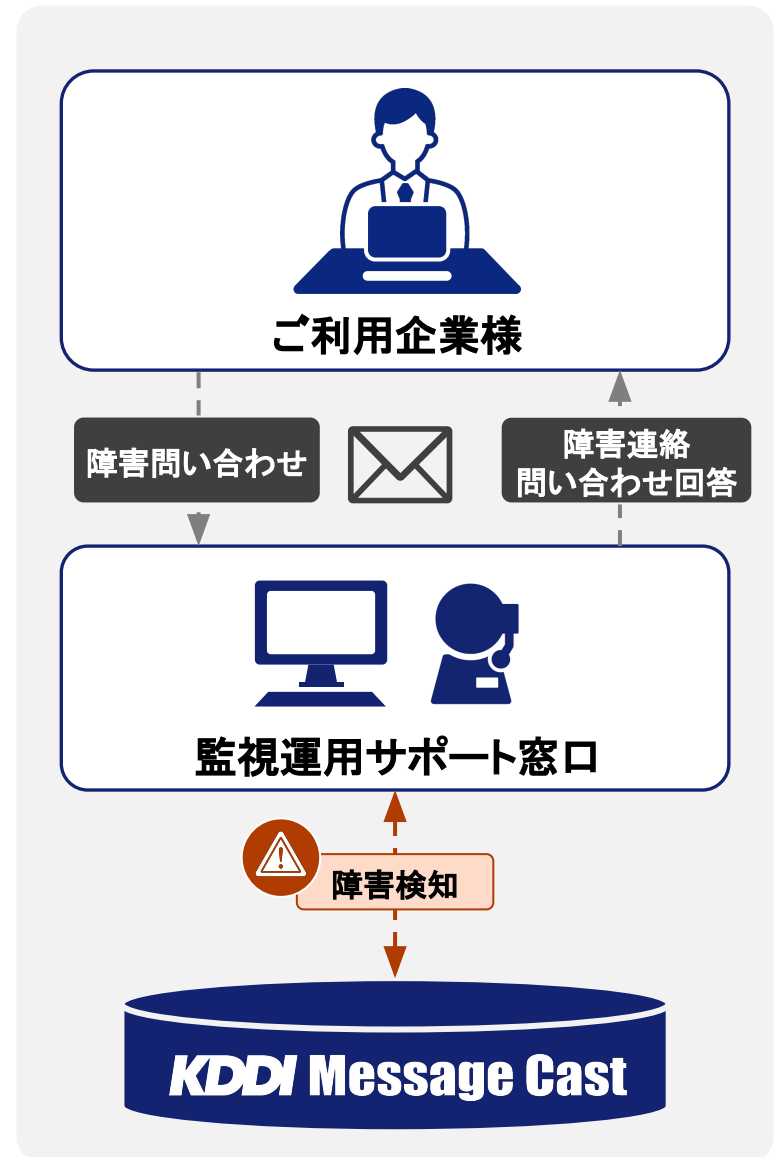 ご利用企業様
障害問い合わせ
障害連絡
問い合わせ回答
監視運用サポート窓口
障害検知
KDDI Message Cast